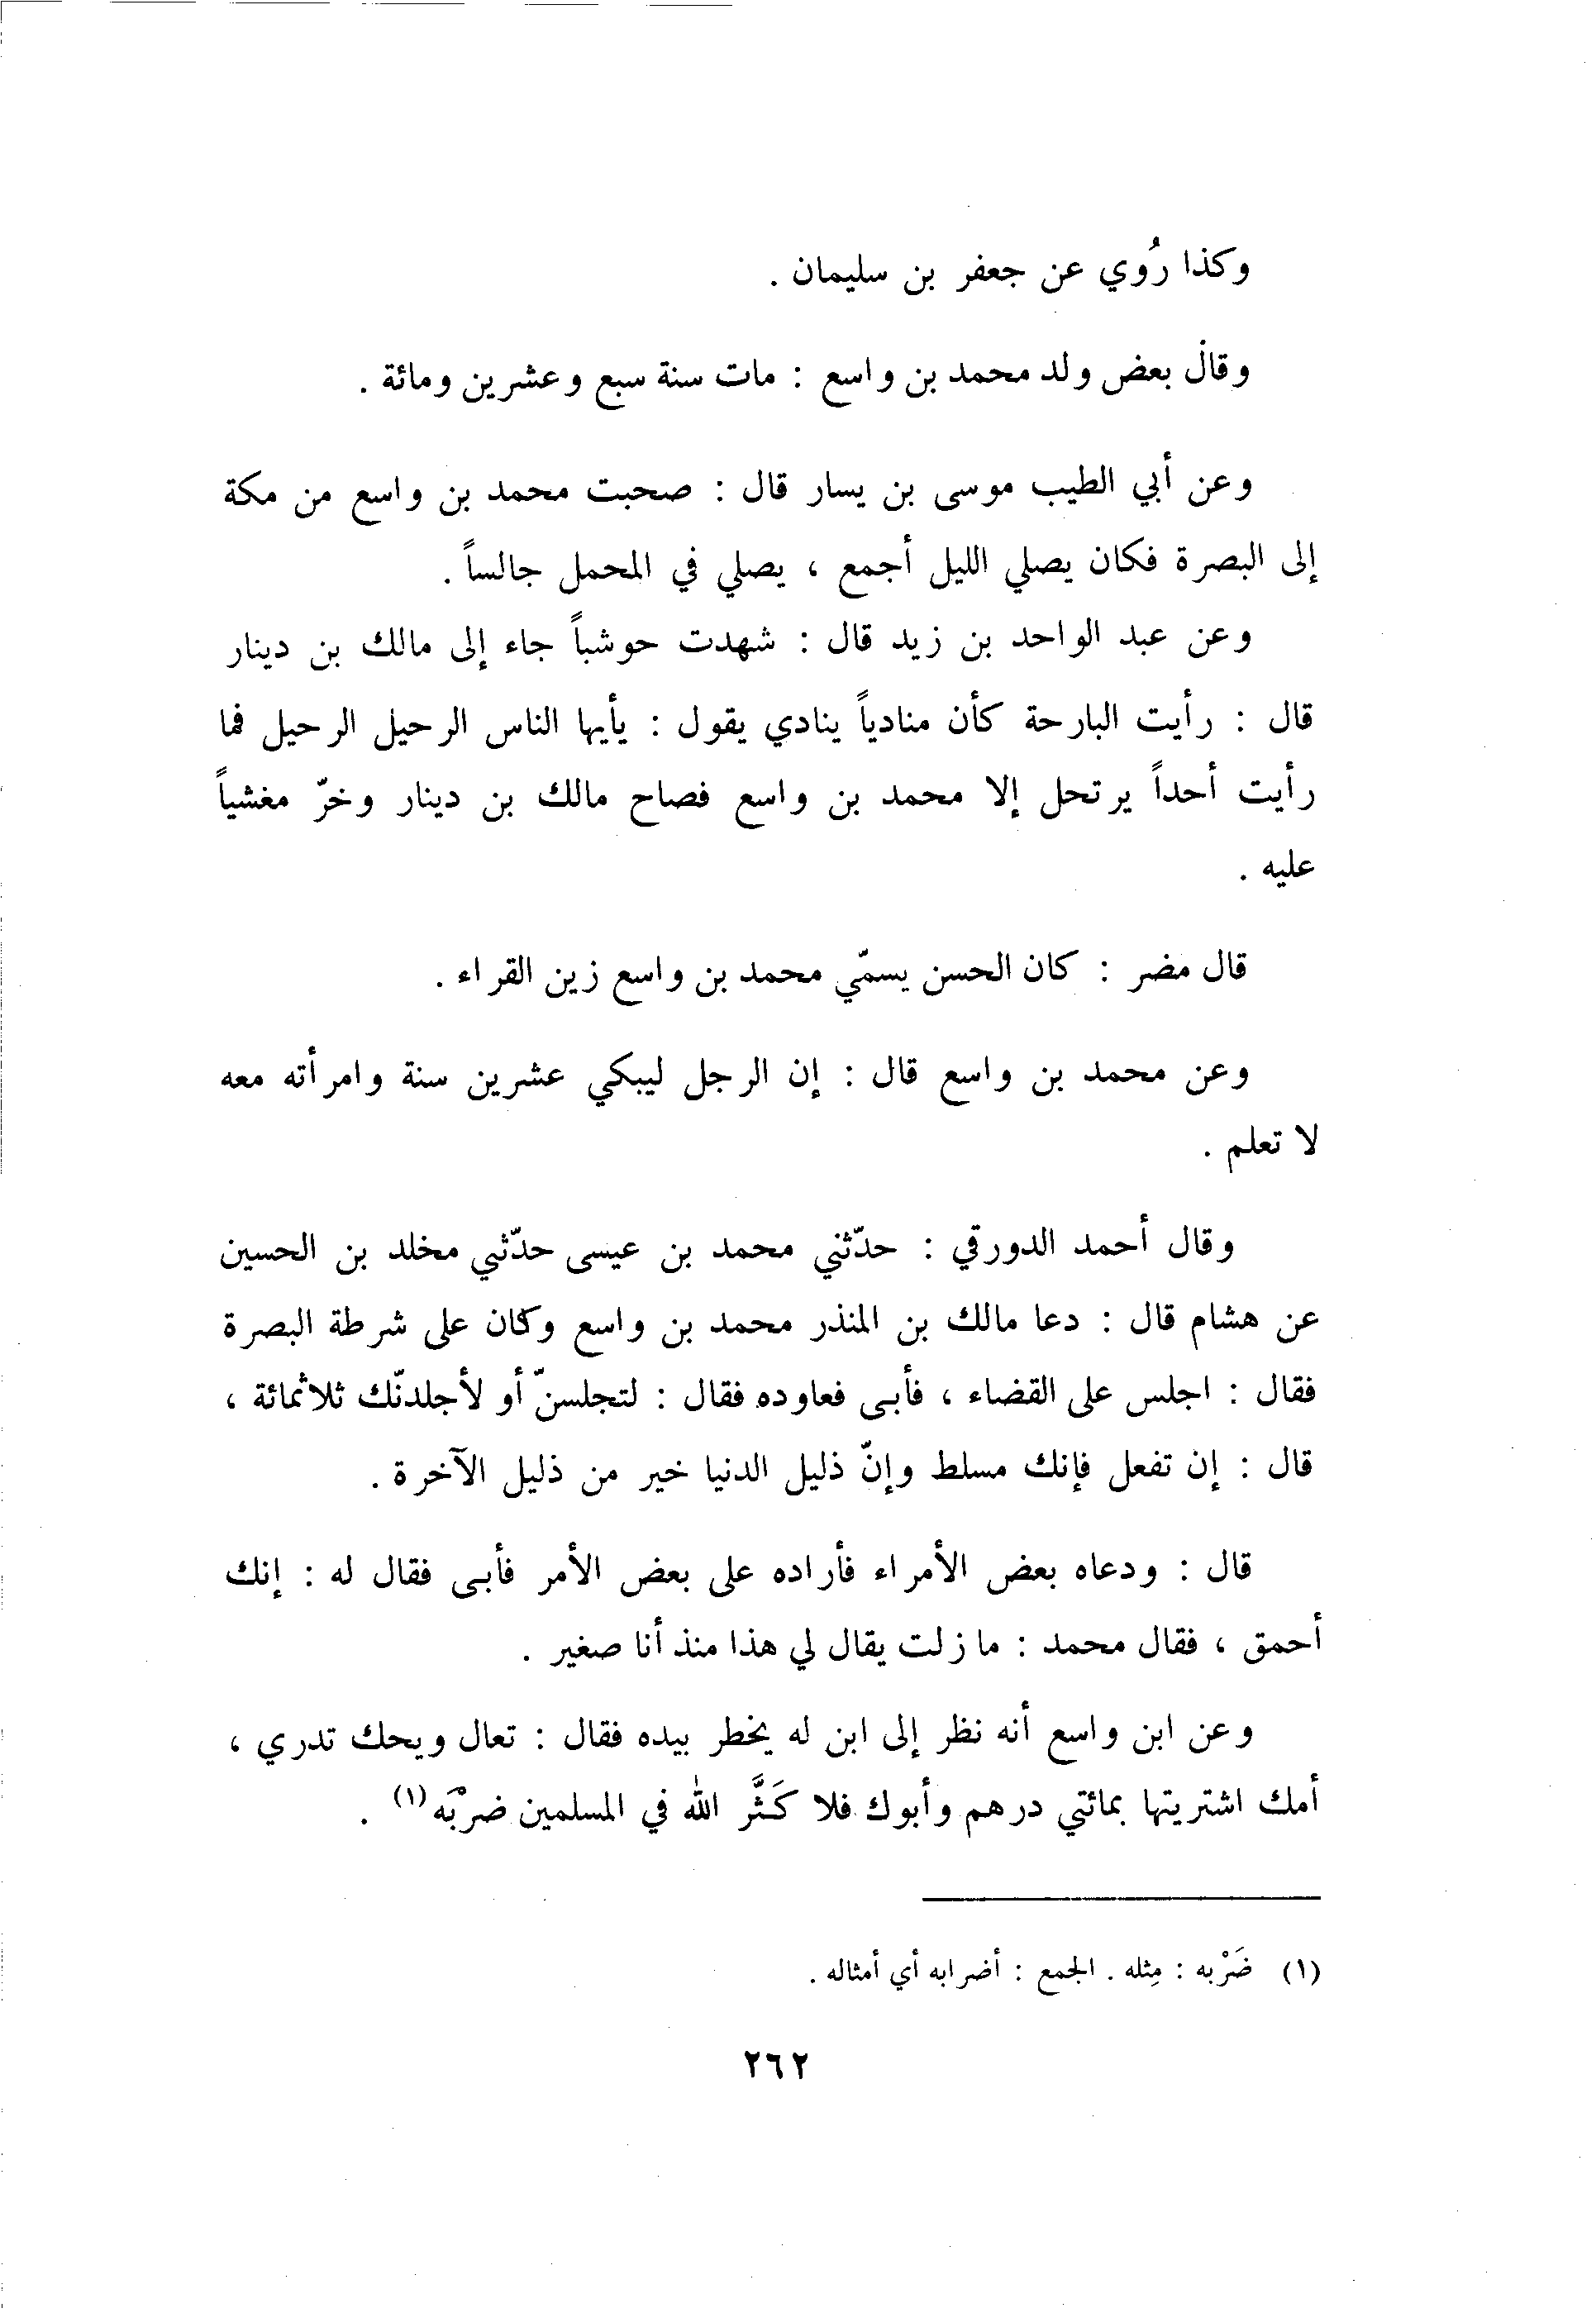 وكذا رُوي عن جعفر بن سليمان .
وقال بعض ولد محمد بن واسع : مات سنة سبع وعشرين ومائة .
وعن أبي الطيب موسى بن يسار قال : صحبت محمد بن واسع من مكة
إلى البصرة فكان يصلي الليل أجمع ، يصلي في المحمل جالساً .
وعن عبد الواحد بن زيد قال : شهدت حوشباً جاء إلى مالك بن دينار
قال : رأيت البارحة كأن منادياً ينادي يقول : يأيها الناس الرحيل الرحيل فما
رأيت أحداً يرتحل إلا محمد بن واسع فصاح مالك بن دينار وخرّ مغشياً
عليه .
قال مضر : كان الحسن يسمّي محمد بن واسع زين القراء .
وعن محمد بن واسع قال : إن الرجل ليبكي عشرين سنة وامرأته معه
لا تعلم .
وقال أحمد الدورقي : حدّثني محمد بن عيسى حدّثني مخلد بن الحسين
عن هشام قال : دعا مالك بن المنذر محمد بن واسع وكان على شرطة البصرة
فقال : اجلس على القضاء ، فأبى فعاوده فقال : لتجلسنّ أو لأجلدنّك ثلاثمائة ،
قال : إن تفعل فإنك مسلط وإنّ ذليل الدنيا خير من ذليل الآخرة .
قال : ودعاه بعض الأمراء فأراده على بعض الأمر فأبى فقال له : إنك
أحمق ، فقال محمد : ما زلت يقال لي هذا منذ أنا صغير .
وعن ابن واسع أنه نظر إلى ابن له يخطر بيده فقال : تعال ويحك تدري ،
أمك اشتريتها بمائتي درهم وأبوك فلا كَثَّر الله في المسلمين ضرْبَه (١) .
(١) ضَرْبه : مِثله . الجمع : أضرابه أي أمثاله .
٢٦٢